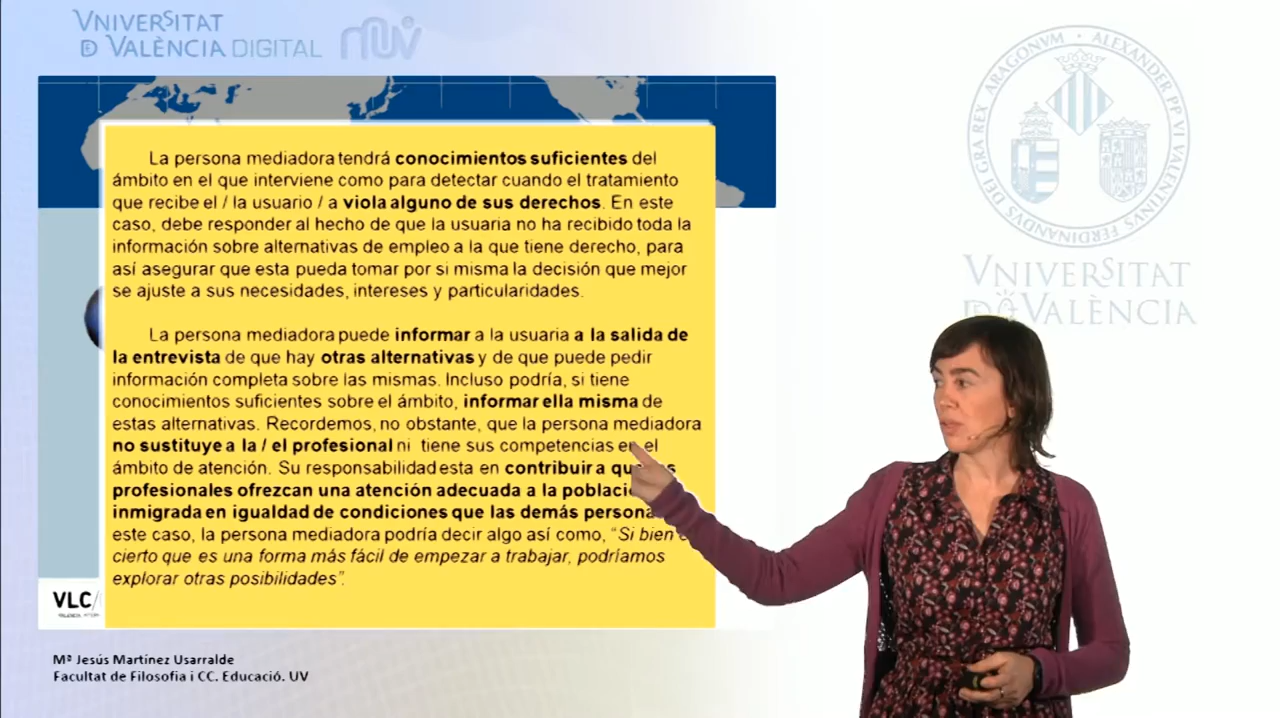 VNIVERSITAT
DE VALÈNCIA DIGITAL
La persona mediadora tendrá conocimientos suficientes del
ámbito en el que interviene como para detectar cuando el tratamiento
que recibe el / la usuario / a viola alguno de sus derechos. En este
caso, debe responder al hecho de que la usuaria no ha recibido toda la
información sobre alternativas de empleo a la que tiene derecho, para
así asegurar que esta pueda tomar por si misma la decisión que mejor
se ajuste a sus necesidades, intereses y particularidades.
La persona mediadora puede informar a la usuaria a la salida de
la entrevista de que hay otras alternativas y de que puede pedir
información completa sobre las mismas. Incluso podría, si tiene
conocimientos suficientes sobre el ámbito, informar ella misma de
estas alternativas. Recordemos, no obstante, que la persona mediadora
no sustituye a la / el profesional ni tiene sus competencias en el
ámbito de atención. Su responsabilidad esta en contribuir a
profesionales ofrezcan una atención adecuada a la
inmigrada en igualdad de condiciones que las demás
este caso, la persona mediadora podría decir algo así como, “Si bien
cierto que es una forma más fácil de empezar a trabajar, podríamos
explorar otras posibilidades”.
VLC/
Mª Jesús Martínez Usarralde
Facultat de Filosofia i CC. Educació. UV
ARAGONVM · ALEXANDER PP VI VALENTINVS FERDINANDVS DEI GRA REX
VNIVERSITAT
DE VALÈNCIA